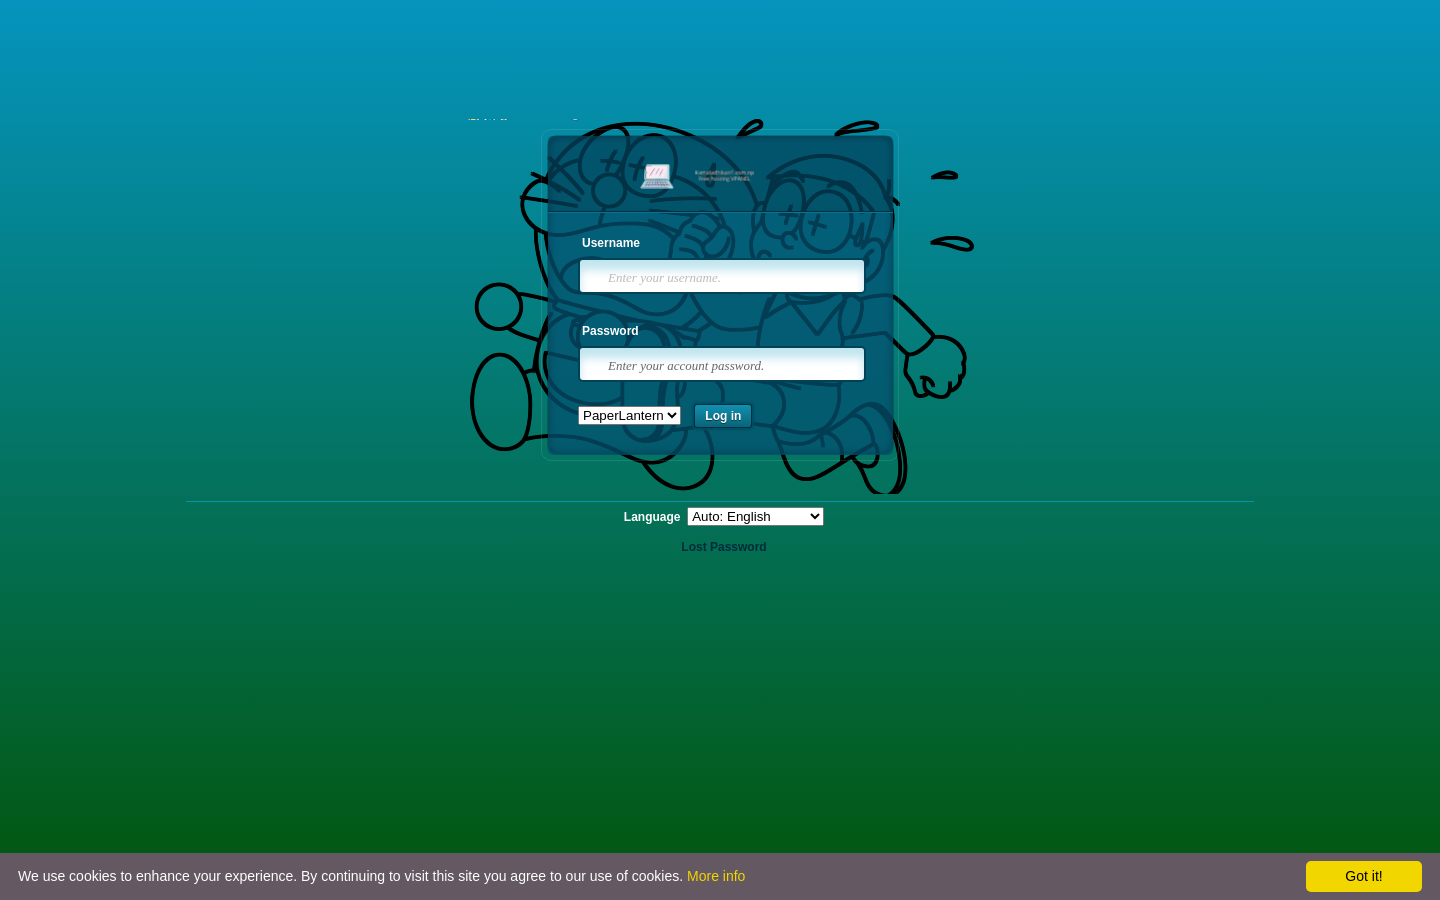 Username
Enter your username.
Password
Enter your account password.
PaperLantern
Log in
Language
Auto: English
Lost Password
We use cookies to enhance your experience. By continuing to visit this site you agree to our use of cookies. More info
Got it!